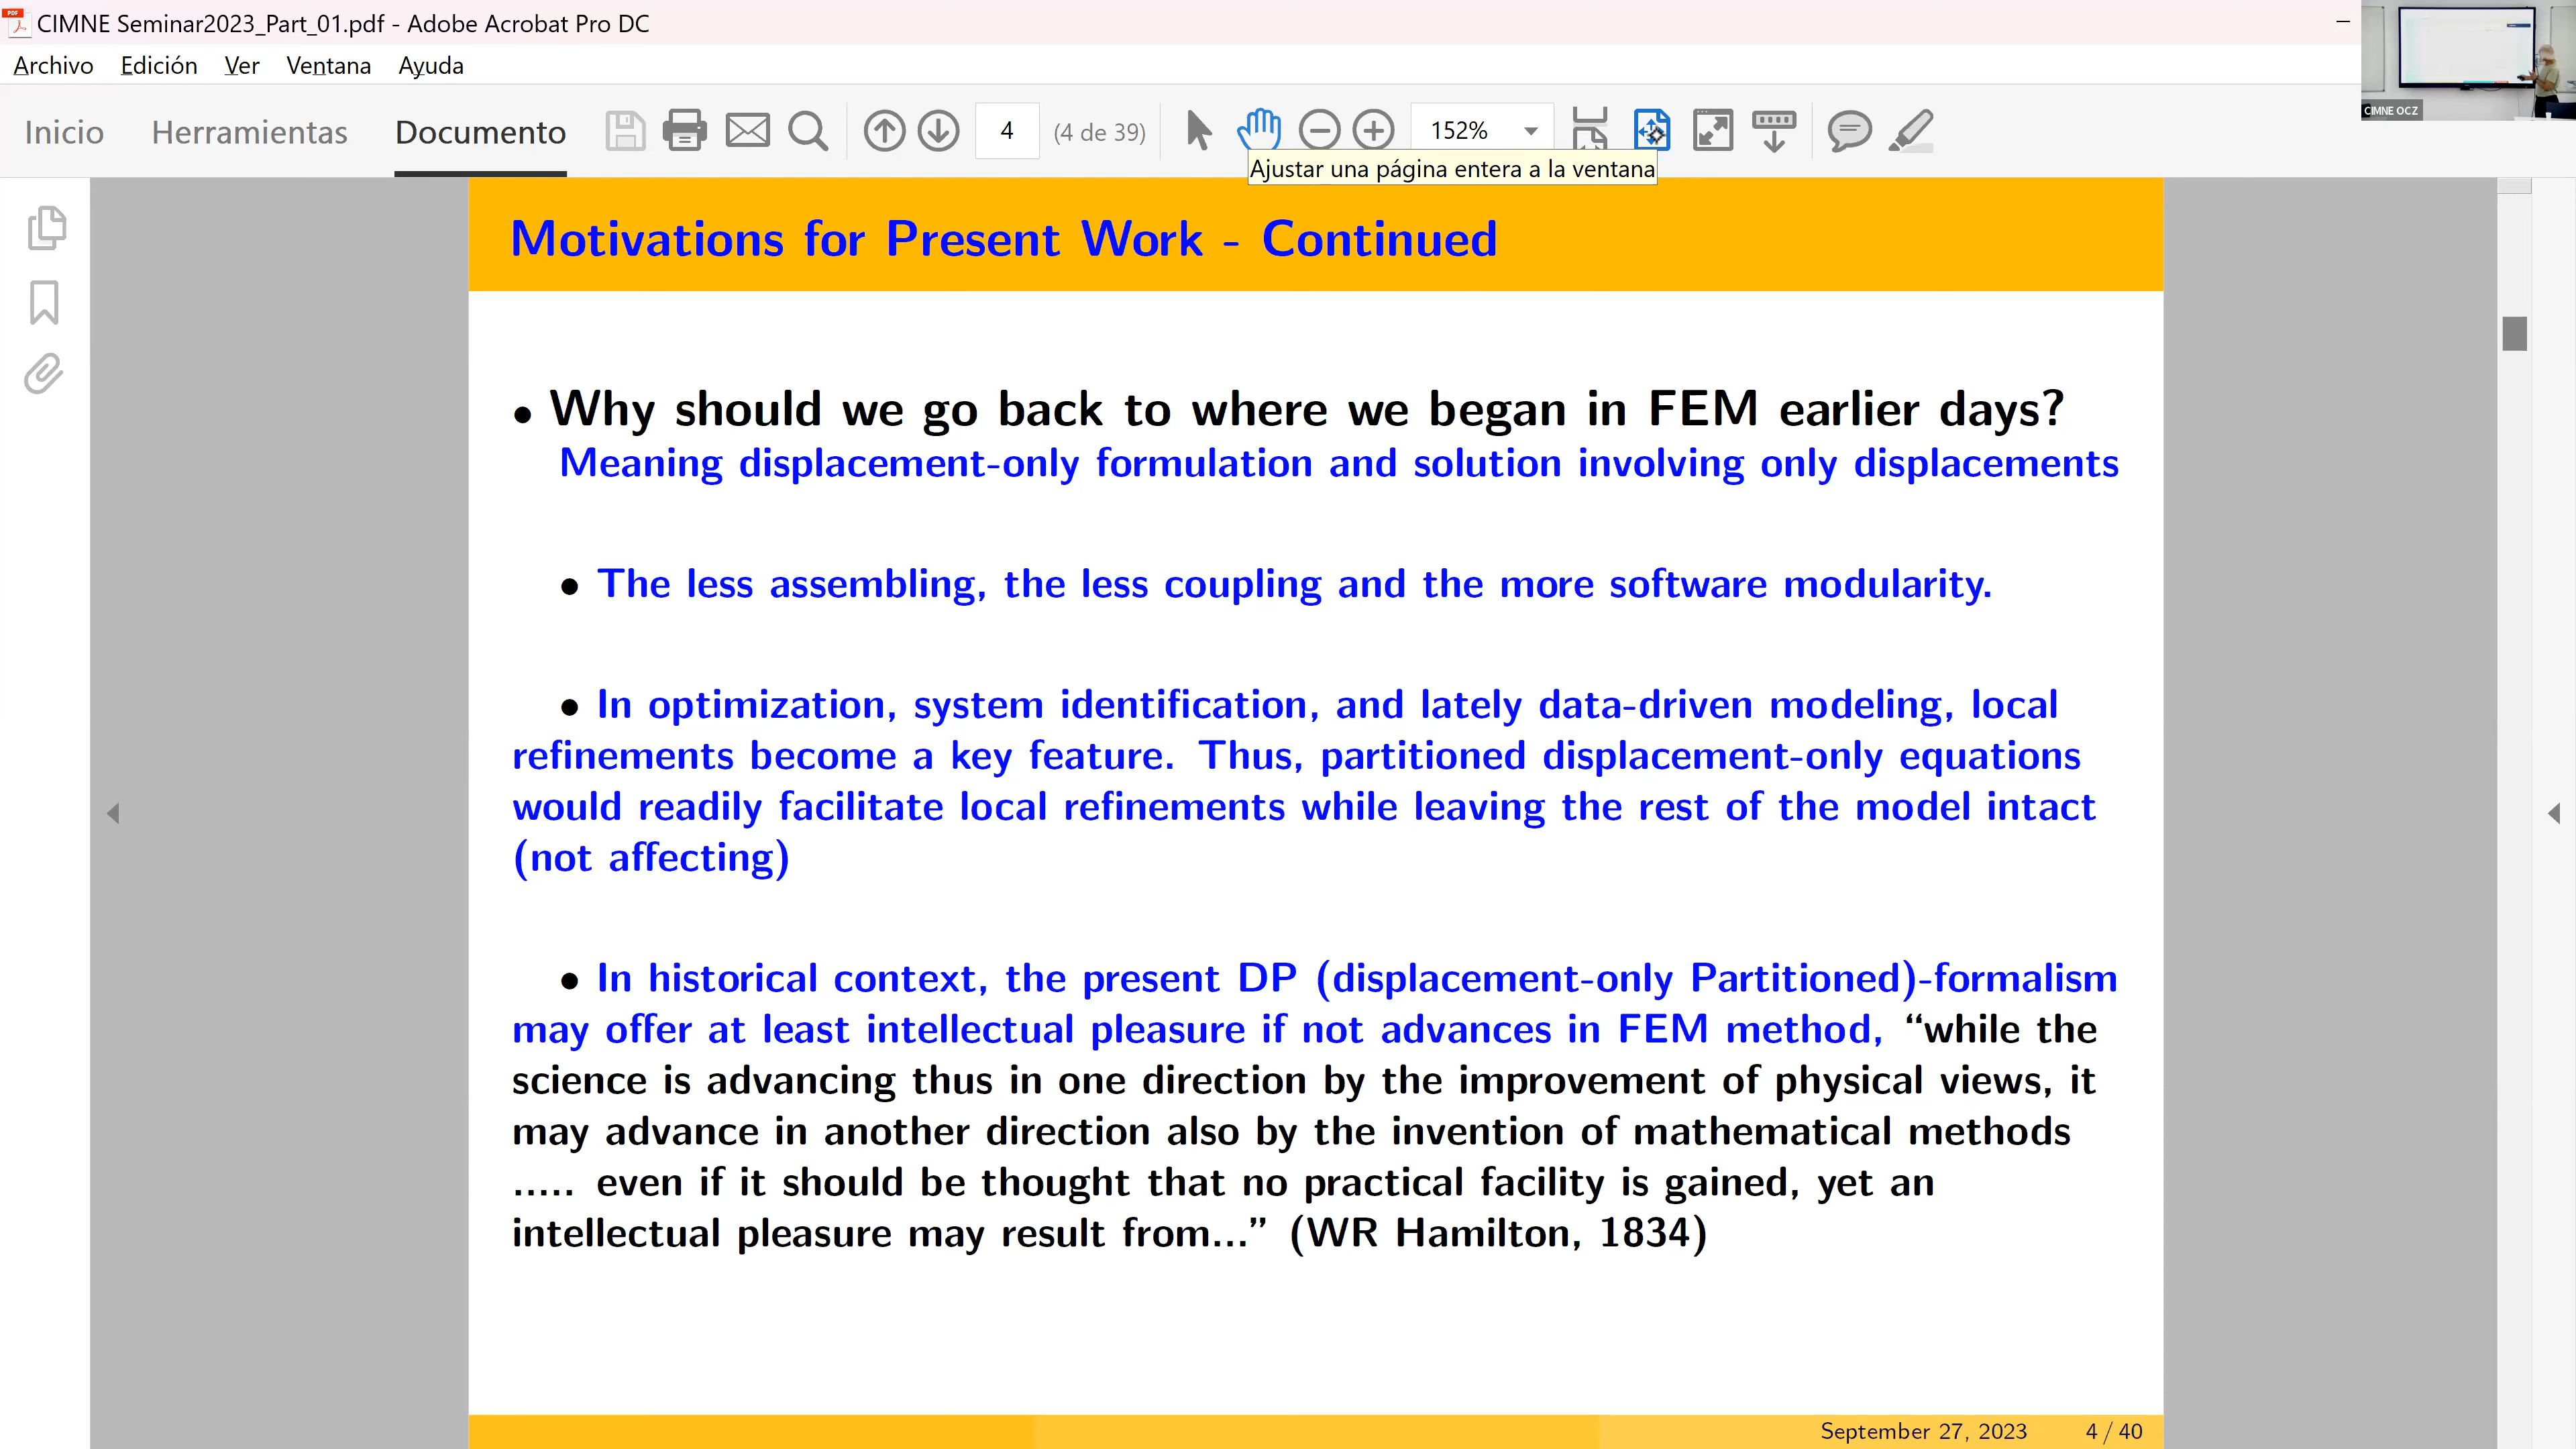 CIMNE Seminar2023_Part_01.pdf - Adobe Acrobat Pro DC
Archivo Edición Ver Ventana Ayuda
Inicio Herramientas Documento 4 (4 de 39) 152%
Ajustar una página entera a la ventana
CIMNE OCZ
Motivations for Present Work - Continued
• Why should we go back to where we began in FEM earlier days?
Meaning displacement-only formulation and solution involving only displacements
• The less assembling, the less coupling and the more software modularity.
• In optimization, system identification, and lately data-driven modeling, local
refinements become a key feature. Thus, partitioned displacement-only equations
would readily facilitate local refinements while leaving the rest of the model intact
(not affecting)
• In historical context, the present DP (displacement-only Partitioned)-formalism
may offer at least intellectual pleasure if not advances in FEM method, “while the
science is advancing thus in one direction by the improvement of physical views, it
may advance in another direction also by the invention of mathematical methods
..... even if it should be thought that no practical facility is gained, yet an
intellectual pleasure may result from...” (WR Hamilton, 1834)
September 27, 2023 4 / 40